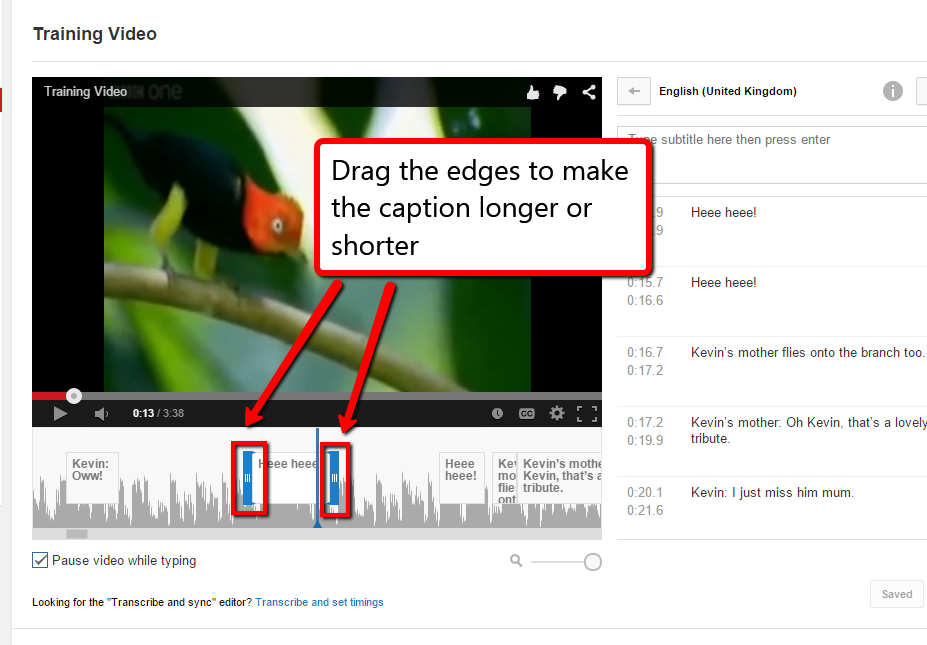 Training Video
Training Video
one
English (United Kingdom)
i
Type subtitle here then press enter
Drag the edges to make
the caption longer or
shorter
.9
.9
Heee heee!
0:15.7
0:16.6
Heee heee!
0:16.7
0:17.2
Kevin's mother flies onto the branch too.
0:17.2
0:19.9
Kevin's mother: Oh Kevin, that's a lovely
tribute.
0:20.1
0:21.6
Kevin: I just miss him mum.
0:13 / 3:38
CC
Kevin:
Oww!
Heee heee
Heee
heee!
Kev
mo
flie
ont
Kevin's mothe
Kevin, that's a
tribute.
Pause video while typing
Looking for the "Transcribe and sync" editor? Transcribe and set timings
Saved